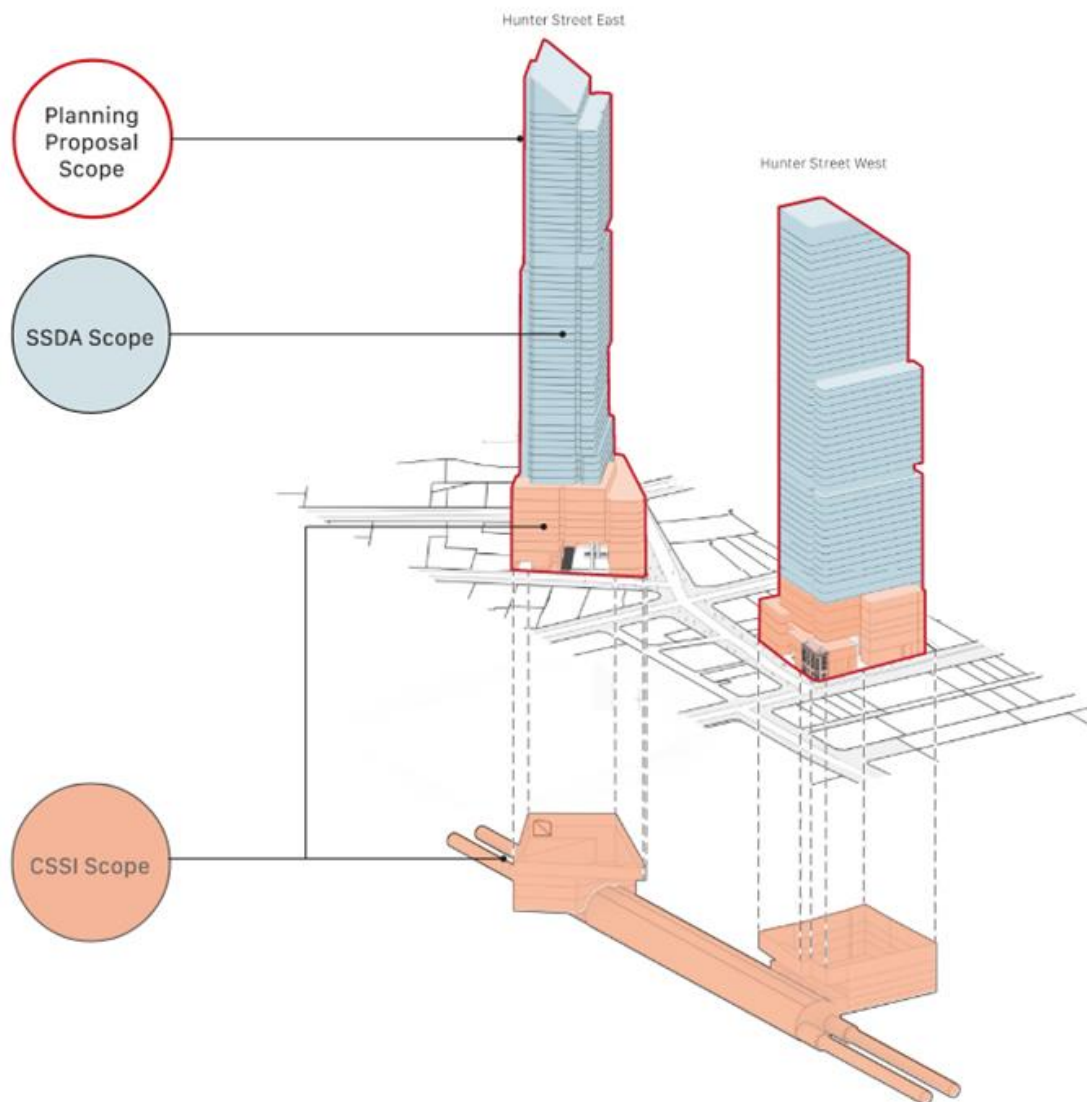 Hunter Street East
Planning
Proposal
Scope
Hunter Street West
SSDA Scope
CSSI Scope